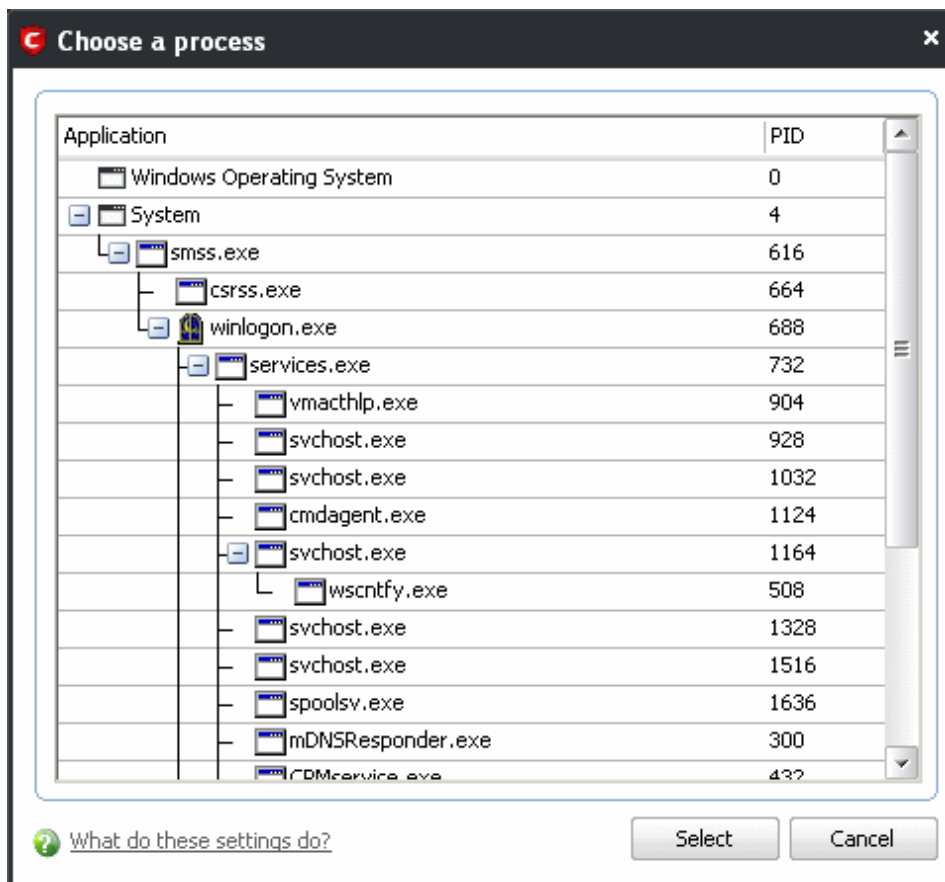 Choose a process
Application PID
Windows Operating System 0
System 4
smss.exe 616
csrss.exe 664
winlogon.exe 688
services.exe 732
vmacthlp.exe 904
svchost.exe 928
svchost.exe 1032
cmdagent.exe 1124
svchost.exe 1164
wscntfy.exe 508
svchost.exe 1328
svchost.exe 1516
spoolsv.exe 1636
mDNSResponder.exe 300
CPMservice.exe 432
What do these settings do? Select Cancel